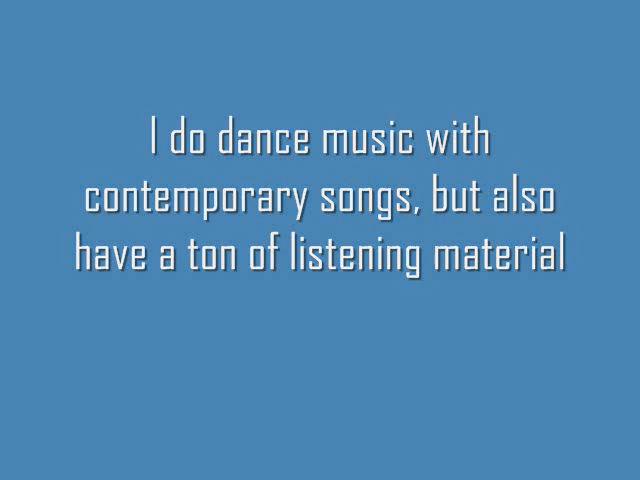 I do dance music with
contemporary songs, but also
have a ton of listening material